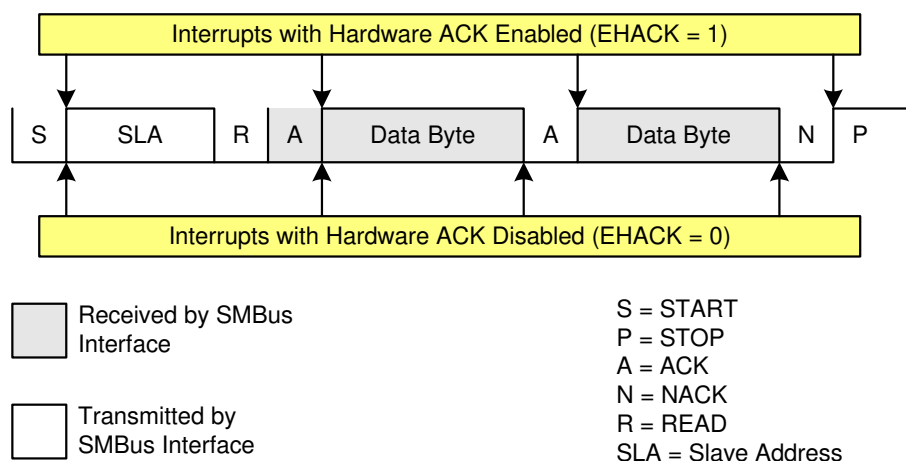 Interrupts with Hardware ACK Enabled (EHACK = 1)
S SLA R A Data Byte A Data Byte N P
Interrupts with Hardware ACK Disabled (EHACK = 0)
Received by SMBus
Interface
Transmitted by
SMBus Interface
S = START
P = STOP
A = ACK
N = NACK
R = READ
SLA = Slave Address